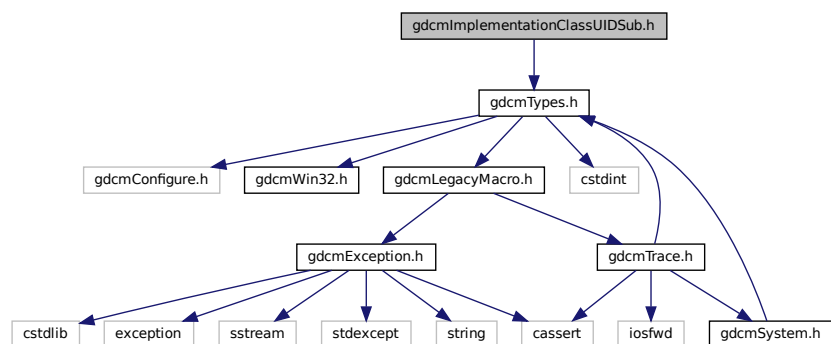 gdcmImplementationClassUIDSub.h
gdcmTypes.h
gdcmConfigure.h
gdcmWin32.h
gdcmLegacyMacro.h
cstdint
gdcmException.h
gdcmTrace.h
cstdlib
exception
sstream
stdexcept
string
cassert
iosfwd
gdcmSystem.h